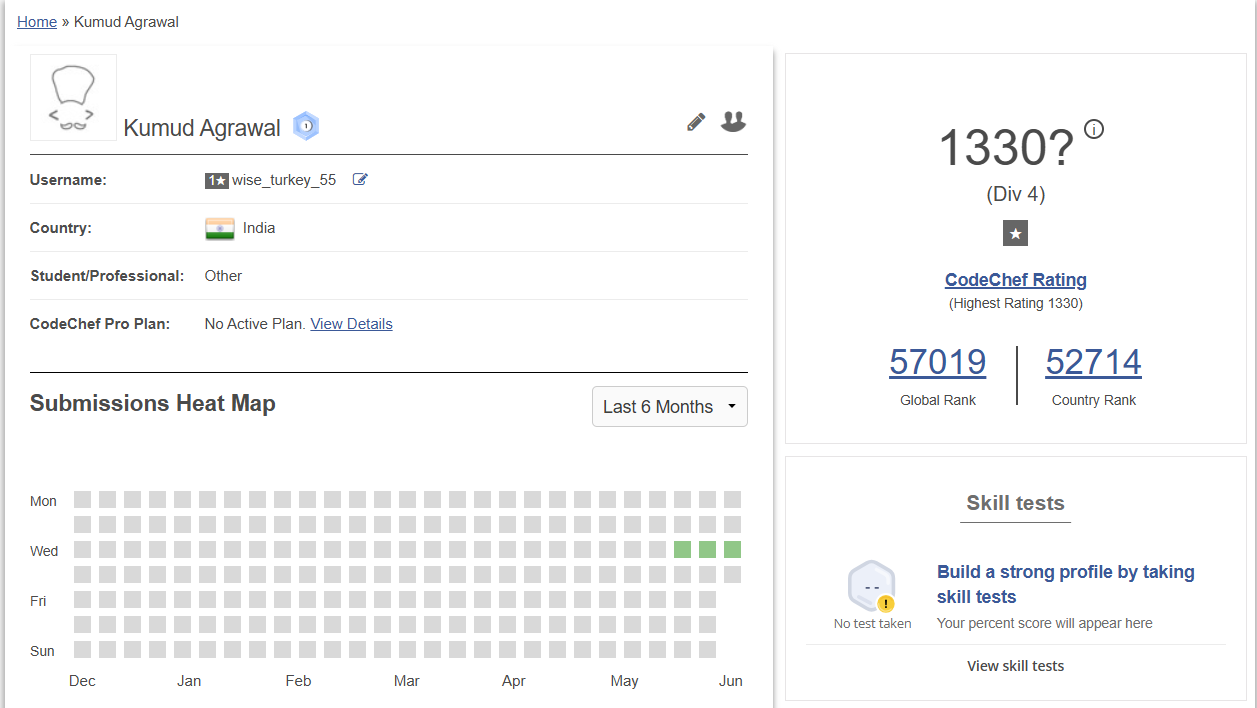 Home » Kumud Agrawal
Kumud Agrawal 1
Username: 1★ wise_turkey_55
Country: India
Student/Professional: Other
CodeChef Pro Plan: No Active Plan. View Details
Submissions Heat Map
Last 6 Months
Mon
Wed
Fri
Sun
Dec Jan Feb Mar Apr May Jun
1330? i
(Div 4)
★
CodeChef Rating
(Highest Rating 1330)
57019 52714
Global Rank Country Rank
Skill tests
-- !
No test taken
Build a strong profile by taking
skill tests
Your percent score will appear here
View skill tests